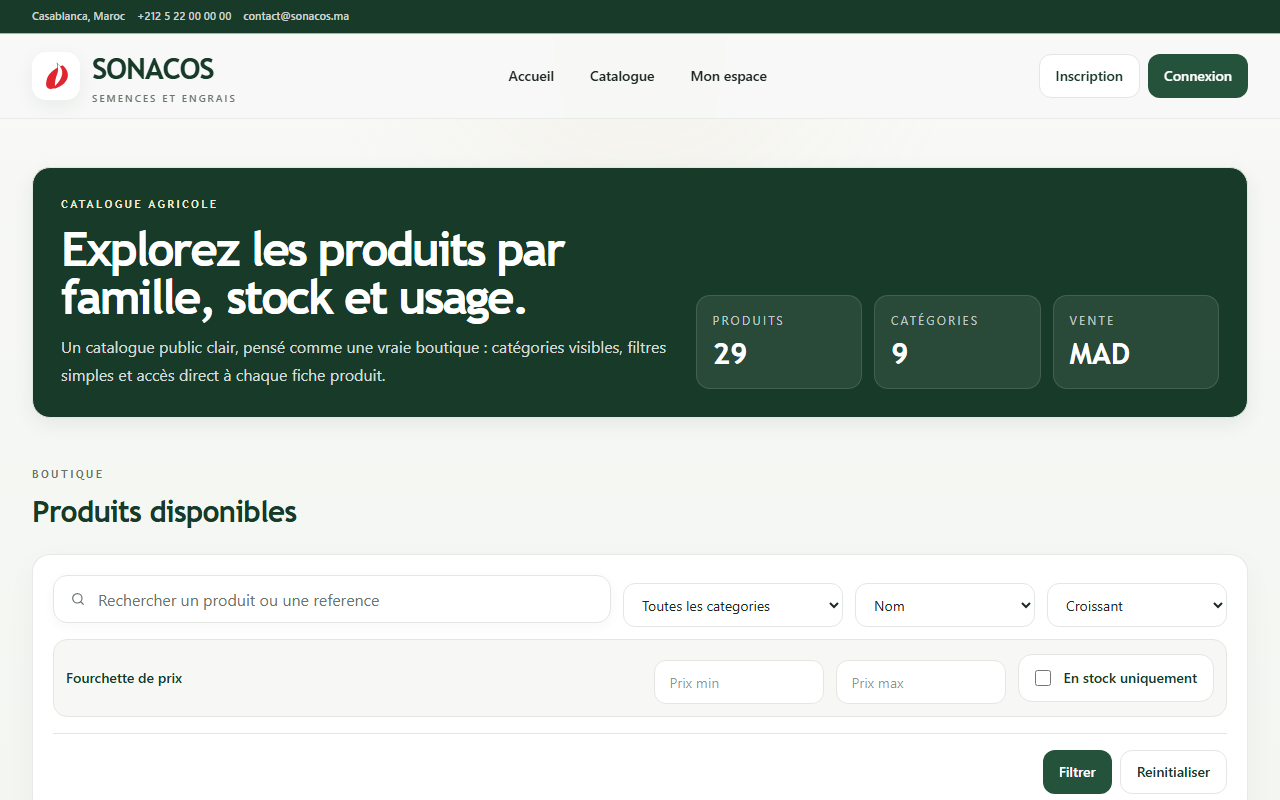 Casablanca, Maroc +212 5 22 00 00 00 contact@sonacos.ma
SONACOS
SEMENCES ET ENGRAIS
Accueil Catalogue Mon espace
Inscription Connexion
CATALOGUE AGRICOLE
Explorez les produits par
famille, stock et usage.
Un catalogue public clair, pensé comme une vraie boutique : catégories visibles, filtres
simples et accès direct à chaque fiche produit.
PRODUITS
29
CATÉGORIES
9
VENTE
MAD
BOUTIQUE
Produits disponibles
Rechercher un produit ou une reference
Toutes les categories
Nom
Croissant
Fourchette de prix
Prix min
Prix max
En stock uniquement
Filtrer
Reinitialiser